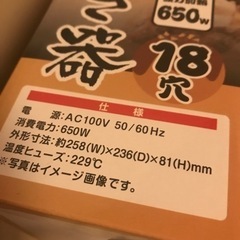 650W
18穴
器
仕様
電 源:AC100V 50/60Hz
消費電力:650W
外形寸法:約258(W)×236(D)×81(H)mm
温度ヒューズ:229℃
※写真はイメージ画像です。